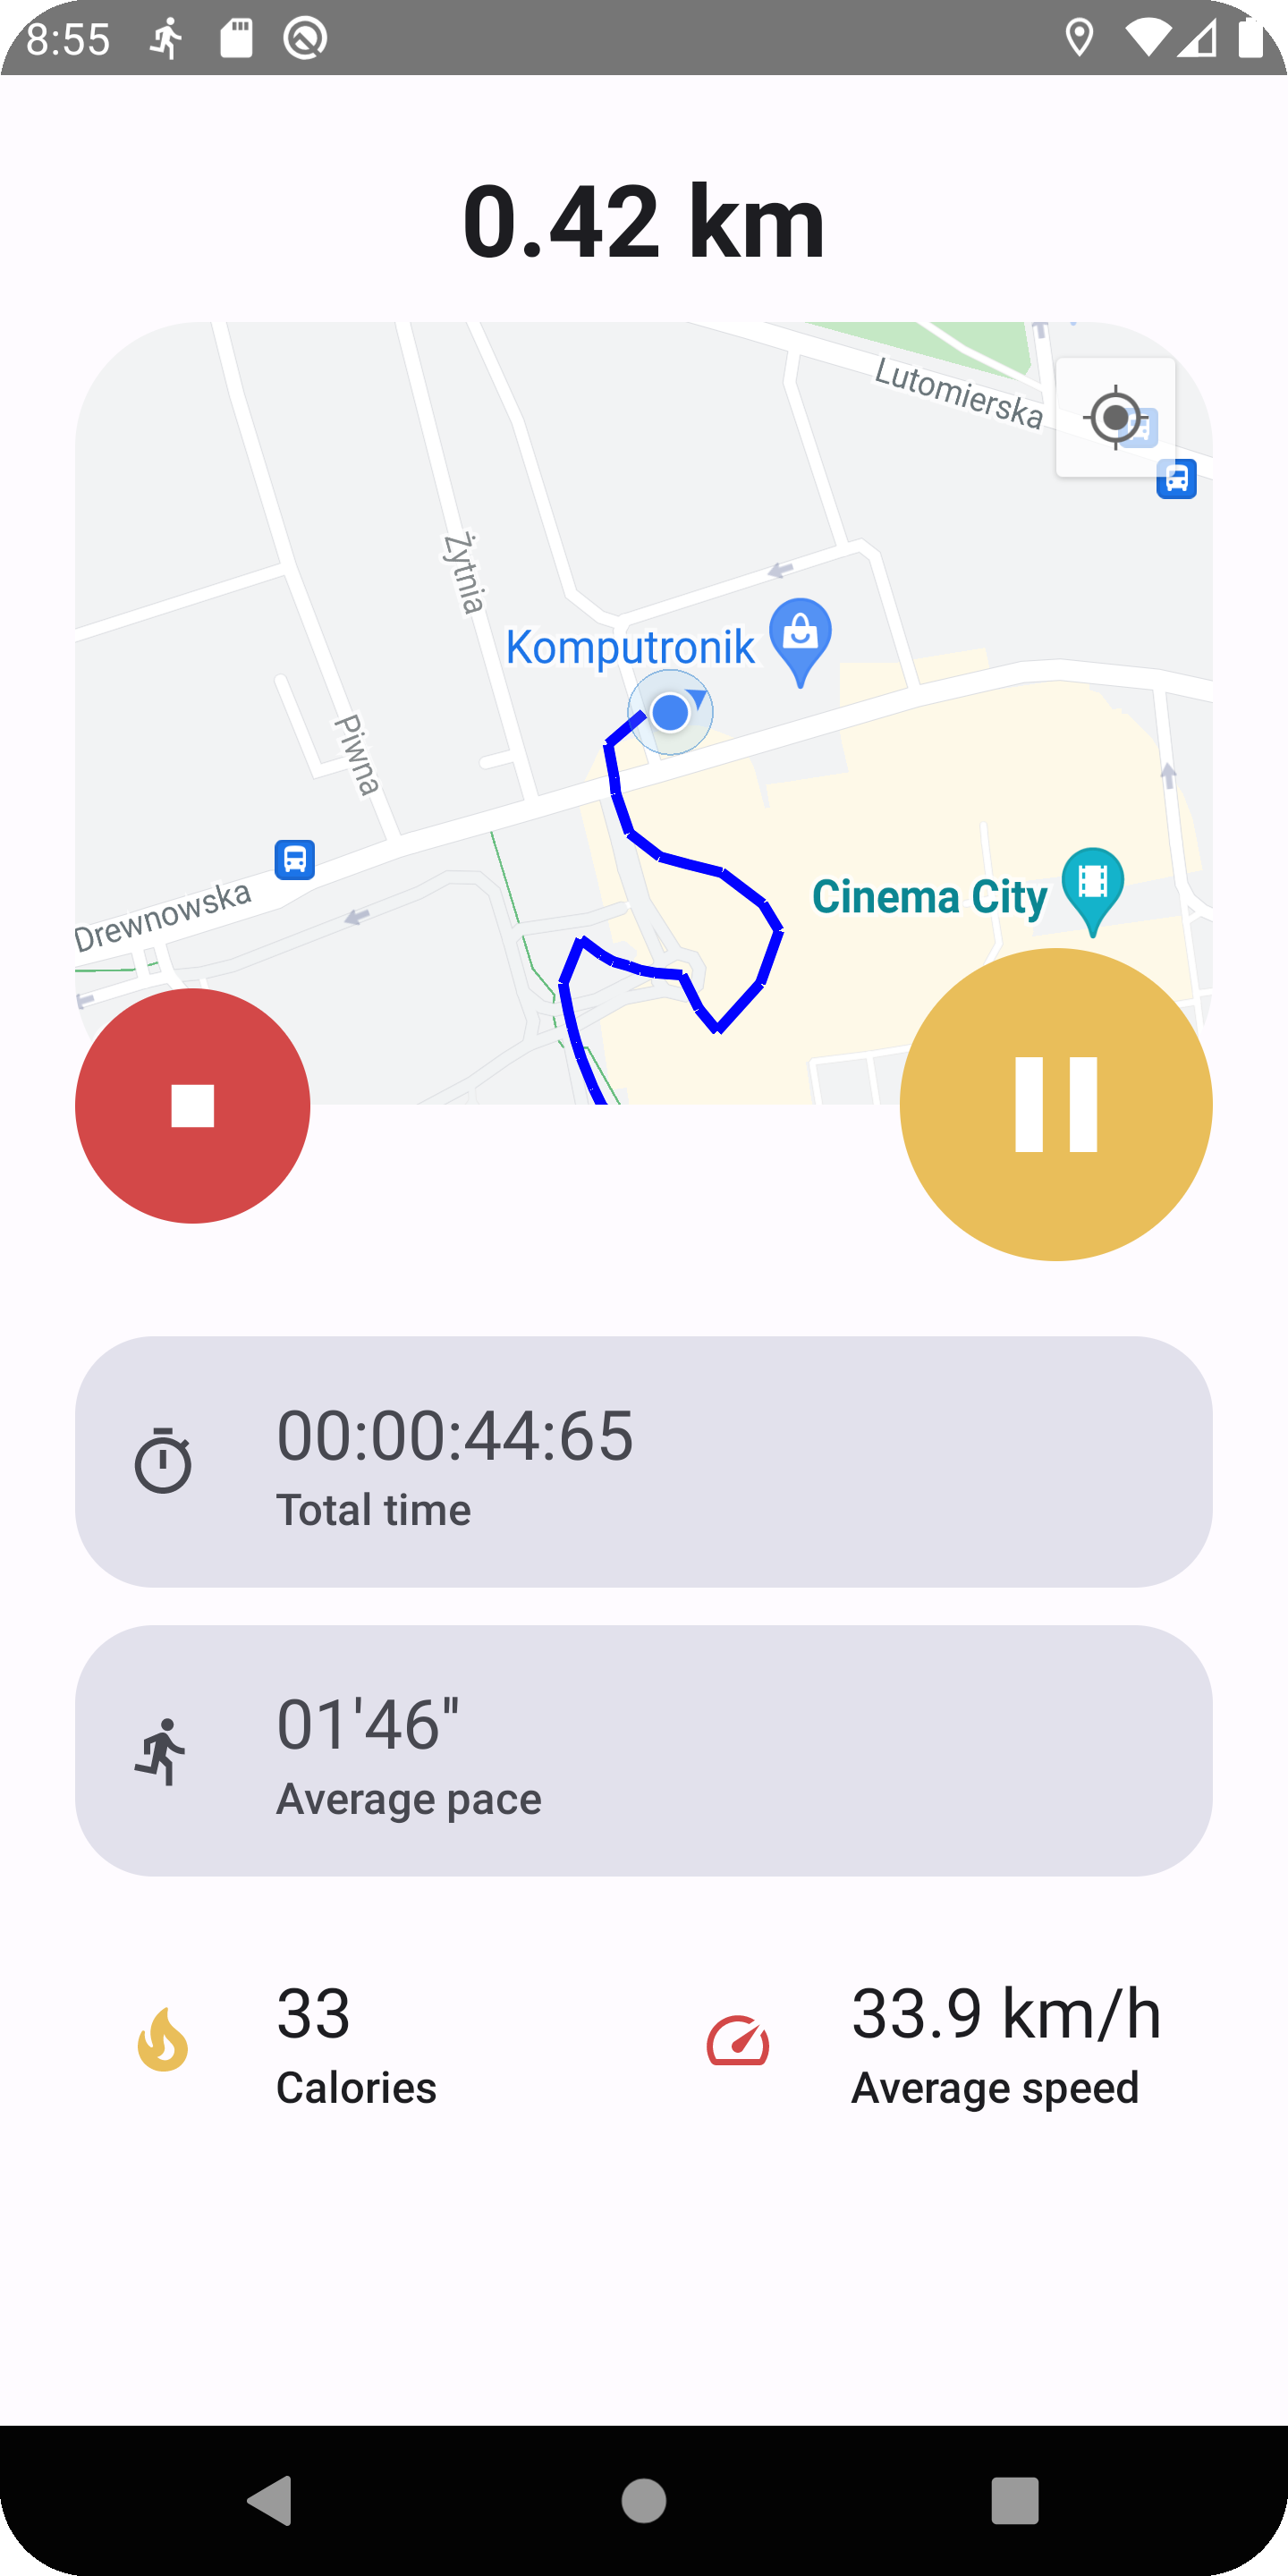 8:55
0.42 km
Lutomierska
Żytnia
Komputronik
Piwna
Cinema City
Drewnowska
00:00:44:65
Total time
01'46"
Average pace
33
Calories
33.9 km/h
Average speed